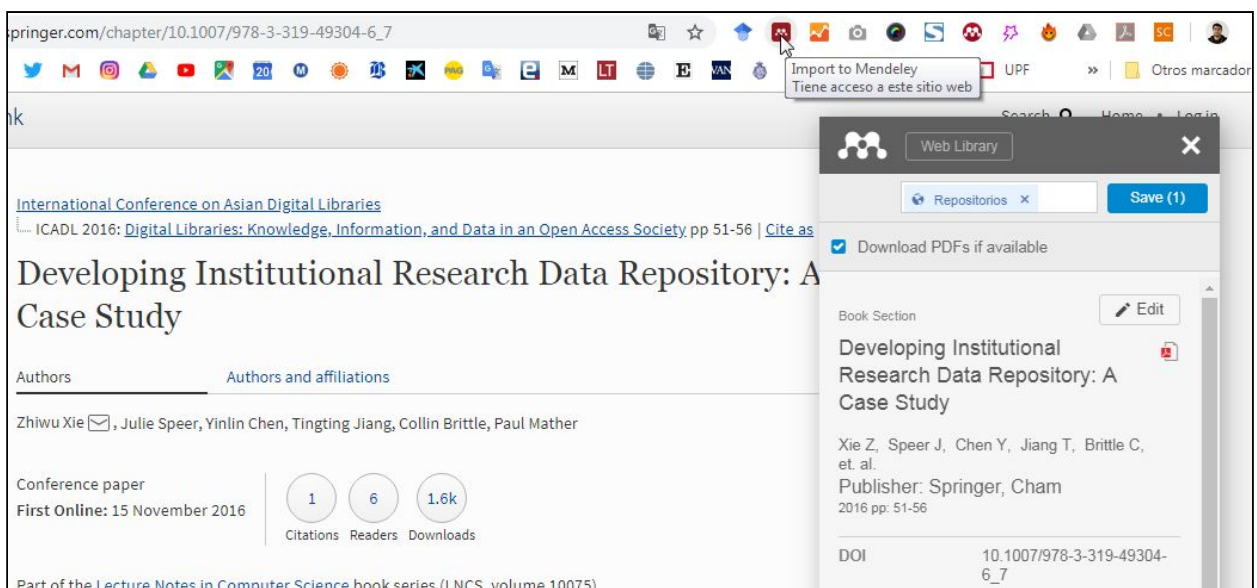 springer.com/chapter/10.1007/978-3-319-49304-6_7
SC
20
PMG
M
LT
E
VAN
UPF
»
Otros marcador
Import to Mendeley
Tiene acceso a este sitio web
nk
Search
Home
Log in
Web Library
Repositorios ×
Save (1)
Download PDFs if available
International Conference on Asian Digital Libraries
ICADL 2016: Digital Libraries: Knowledge, Information, and Data in an Open Access Society pp 51-56 | Cite as
Developing Institutional Research Data Repository: A
Case Study
Authors
Authors and affiliations
Zhiwu Xie, Julie Speer, Yinlin Chen, Tingting Jiang, Collin Brittle, Paul Mather
Conference paper
First Online: 15 November 2016
1
6
1.6k
Citations
Readers
Downloads
Part of the Lecture Notes in Computer Science book series (LNCS, volume 10075)
Book Section
Edit
Developing Institutional
Research Data Repository: A
Case Study
Xie Z, Speer J, Chen Y, Jiang T, Brittle C,
et. al.
Publisher: Springer, Cham
2016 pp: 51-56
DOI
10.1007/978-3-319-49304-
6_7